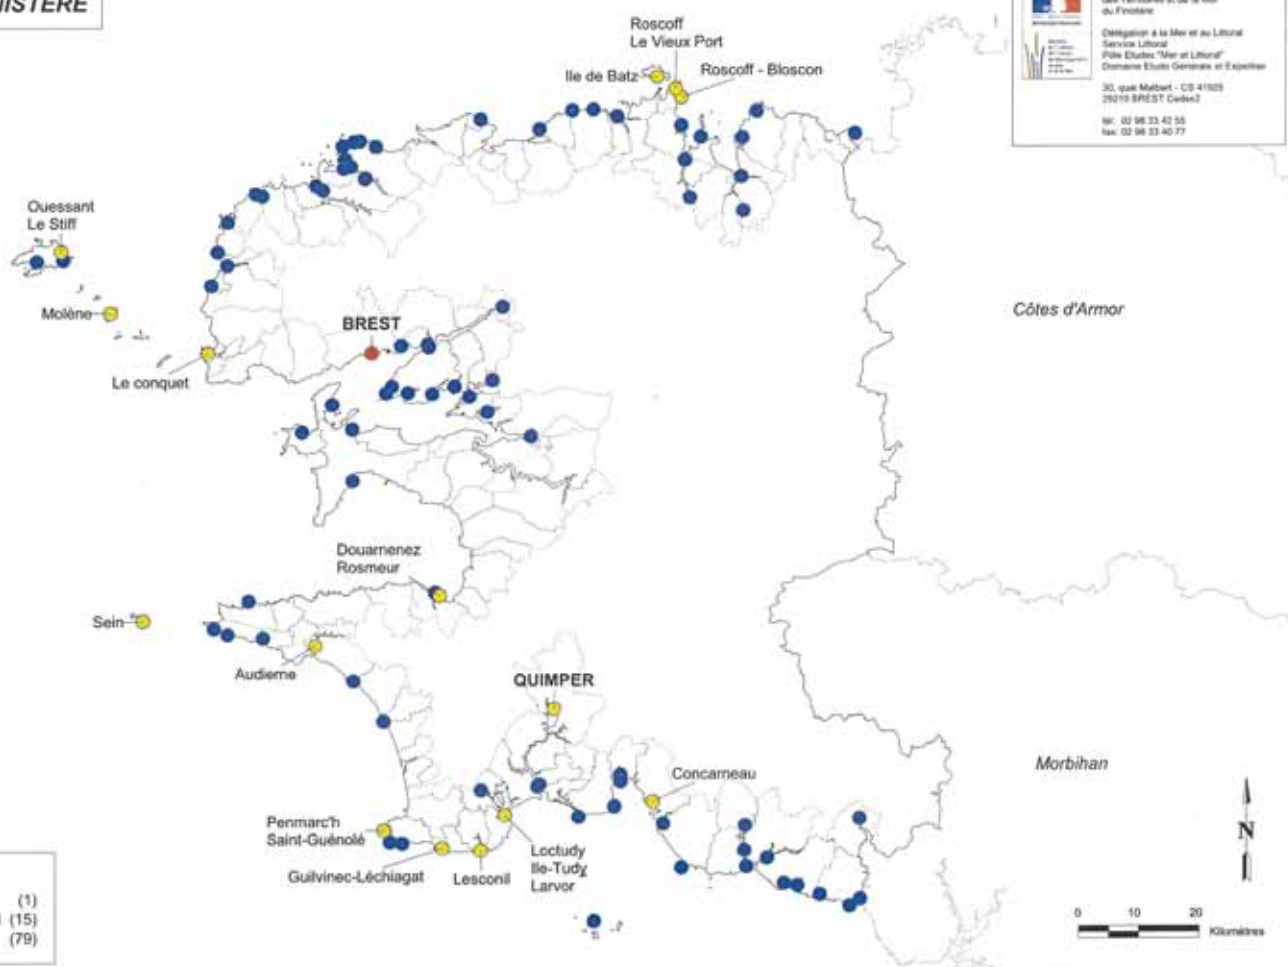 NISTERE
du Finistère
Délégation à la Mer et au Littoral
Service Littoral
Pôle Etudes "Mer et Littoral"
Domaine Etude Générale et Expertise
30, quai Malbert - CS 41925
29219 BREST Cedex2
tél: 02 98 33 42 55
fax: 02 98 33 40 77
Roscoff
Le Vieux Port
Ile de Batz
Roscoff - Bloscon
Ouessant
Le Stiff
Molène
BREST
Le conquet
Côtes d'Armor
Douarnenez
Rosmeur
Sein
Audierne
QUIMPER
Concarneau
Morbihan
Penmarc'h
Saint-Guénolé
Guilvinec-Léchiagat
Lesconil
Loctudy
Ile-Tudy
Larvor
N
(1)
(15)
(79)
0 10 20
Kilomètres